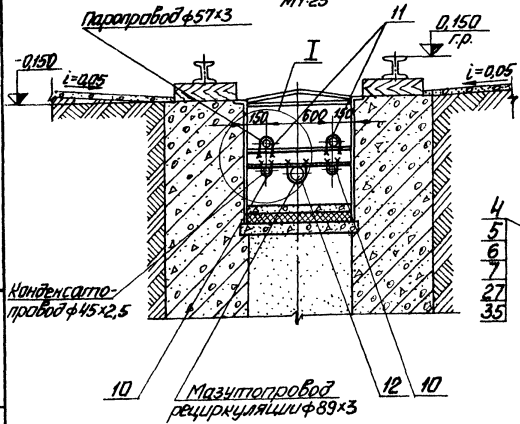 М1:25
Паропровод ф57×3
11
0,150
г.р.
-0,150
i=0,05
I
i=0,05
150
600
140
4
5
6
7
27
35
Конденсато-
провод ф45×2,5
10
Мазутопровод
рециркуляции ф89×3
12
10